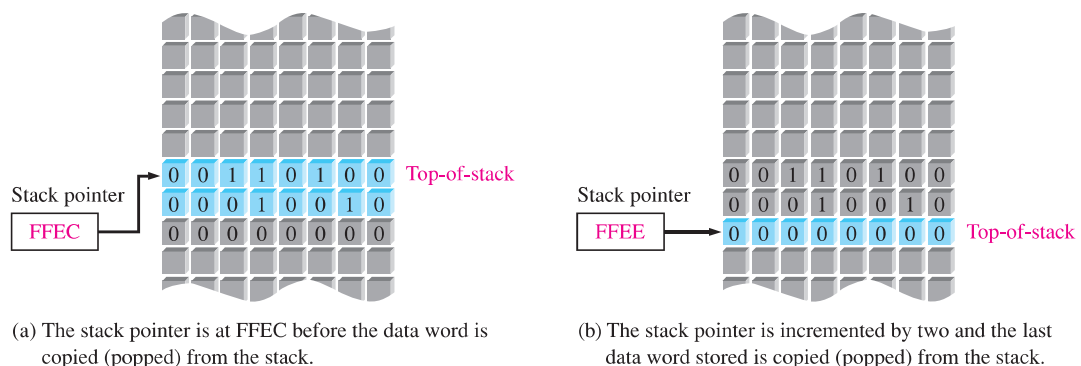 0 0 1 1 0 1 0 0 Top-of-stack
Stack pointer
0 0 0 1 0 0 1 0
FFEC
0 0 0 0 0 0 0 0
(a) The stack pointer is at FFEC before the data word is
copied (popped) from the stack.
0 0 1 1 0 1 0 0
Stack pointer
0 0 0 1 0 0 1 0
FFEE
0 0 0 0 0 0 0 0 Top-of-stack
(b) The stack pointer is incremented by two and the last
data word stored is copied (popped) from the stack.